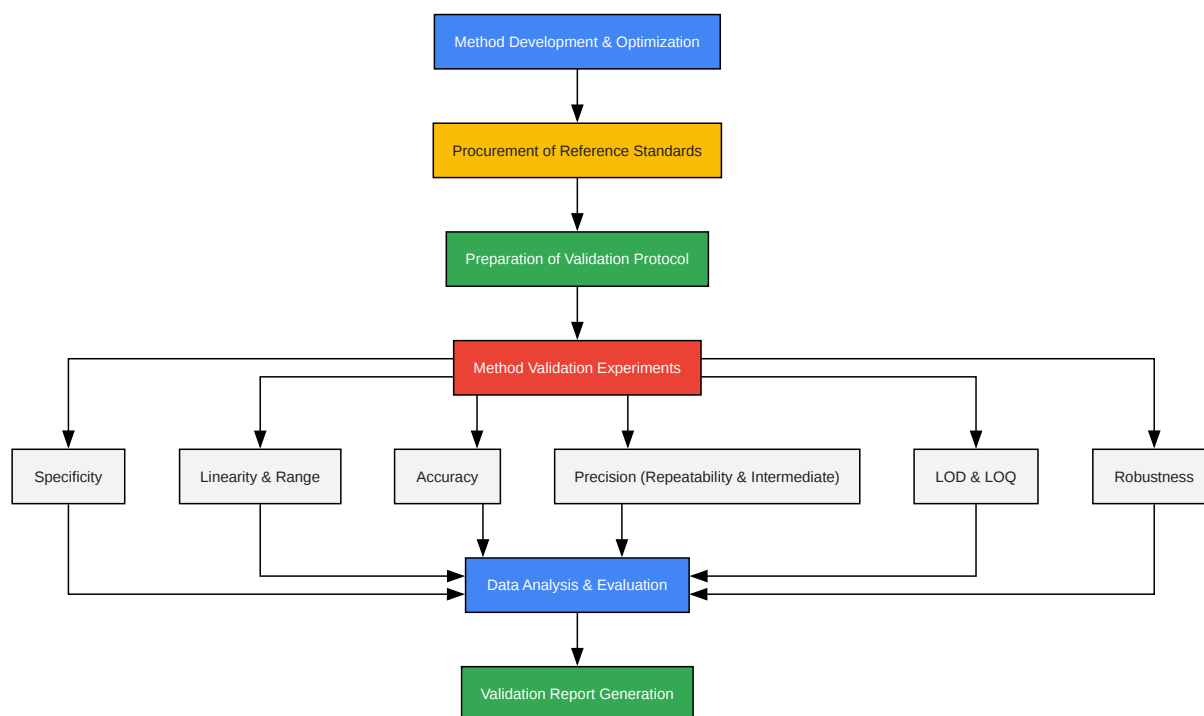 Method Development & Optimization
Procurement of Reference Standards
Preparation of Validation Protocol
Method Validation Experiments
Specificity
Linearity & Range
Accuracy
Precision (Repeatability & Intermediate)
LOD & LOQ
Robustness
Data Analysis & Evaluation
Validation Report Generation